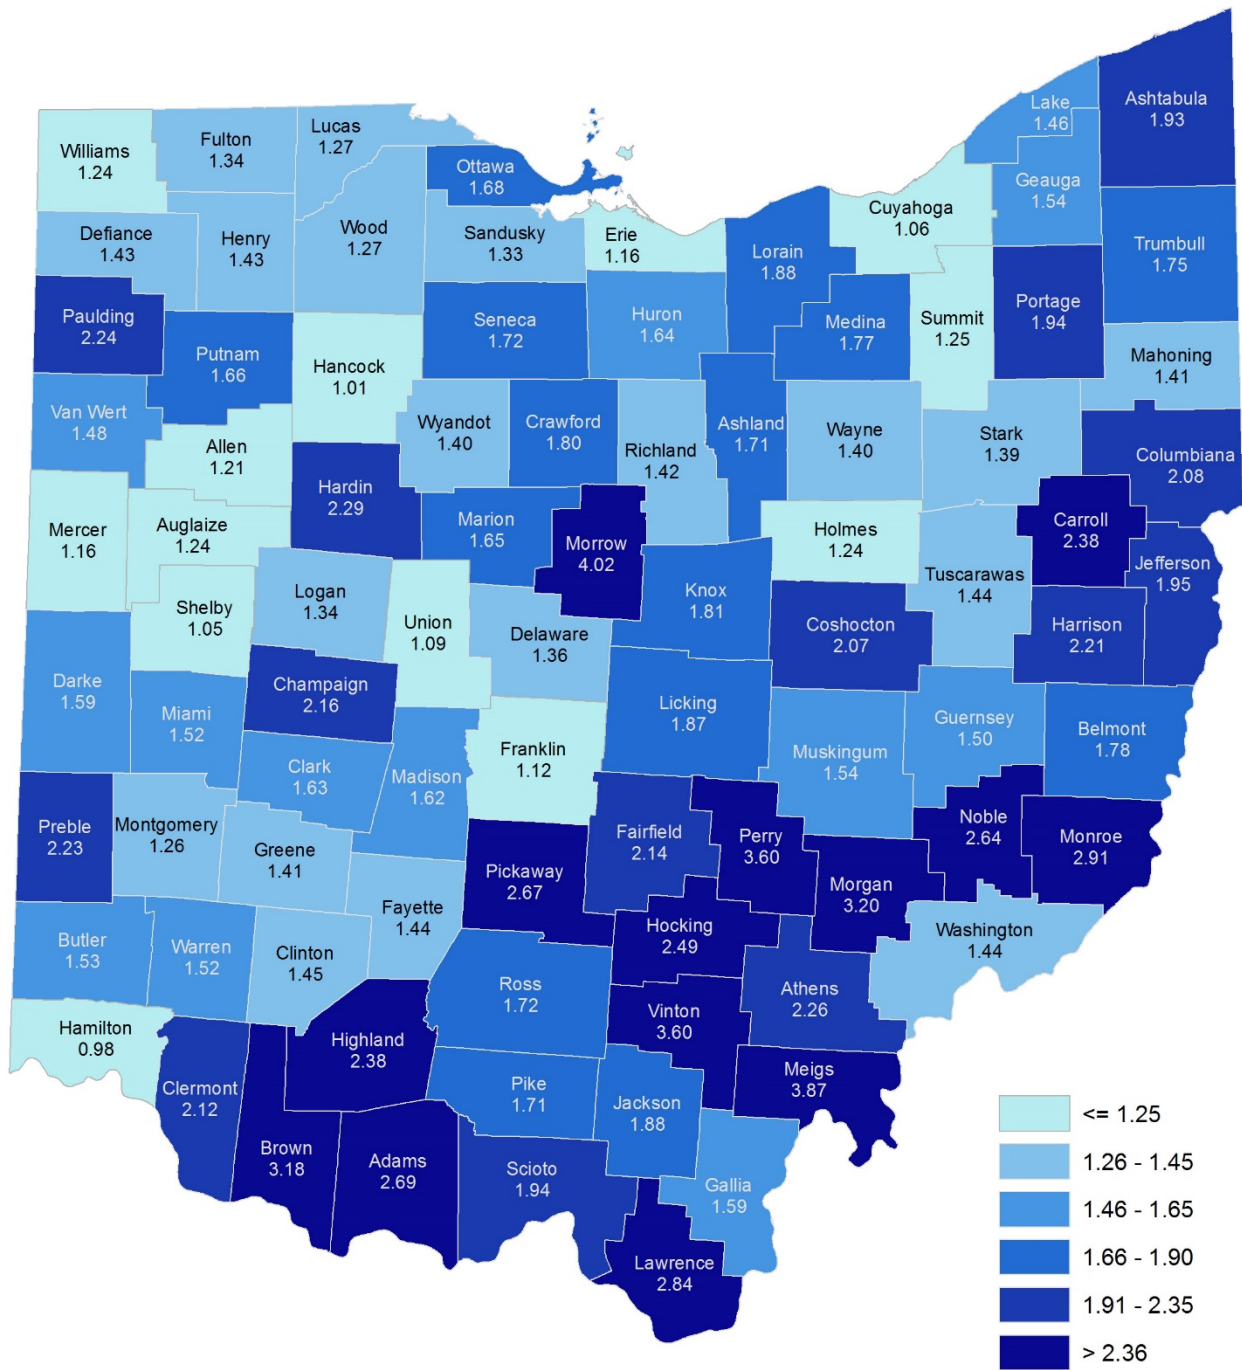 Ashtabula
1.93
Lake
1.46
Williams
1.24
Fulton
1.34
Lucas
1.27
Ottawa
1.68
Geauga
1.54
Cuyahoga
1.06
Defiance
1.43
Henry
1.43
Wood
1.27
Sandusky
1.33
Erie
1.16
Lorain
1.88
Trumbull
1.75
Paulding
2.24
Putnam
1.66
Hancock
1.01
Seneca
1.72
Huron
1.64
Medina
1.77
Summit
1.25
Portage
1.94
Mahoning
1.41
Van Wert
1.48
Allen
1.21
Wyandot
1.40
Crawford
1.80
Richland
1.42
Ashland
1.71
Wayne
1.40
Stark
1.39
Columbiana
2.08
Hardin
2.29
Mercer
1.16
Auglaize
1.24
Marion
1.65
Morrow
4.02
Holmes
1.24
Carroll
2.38
Jefferson
1.95
Tuscarawas
1.44
Shelby
1.05
Logan
1.34
Union
1.09
Delaware
1.36
Knox
1.81
Coshocton
2.07
Harrison
2.21
Darke
1.59
Miami
1.52
Champaign
2.16
Licking
1.87
Guernsey
1.50
Belmont
1.78
Clark
1.63
Madison
1.62
Franklin
1.12
Muskingum
1.54
Preble
2.23
Montgomery
1.26
Greene
1.41
Fairfield
2.14
Perry
3.60
Noble
2.64
Monroe
2.91
Pickaway
2.67
Morgan
3.20
Fayette
1.44
Hocking
2.49
Washington
1.44
Butler
1.53
Warren
1.52
Clinton
1.45
Ross
1.72
Athens
2.26
Vinton
3.60
Hamilton
0.98
Highland
2.38
Meigs
3.87
Clermont
2.12
Pike
1.71
Jackson
1.88
Brown
3.18
Adams
2.69
Scioto
1.94
Gallia
1.59
Lawrence
2.84
<= 1.25
1.26 - 1.45
1.46 - 1.65
1.66 - 1.90
1.91 - 2.35
> 2.36